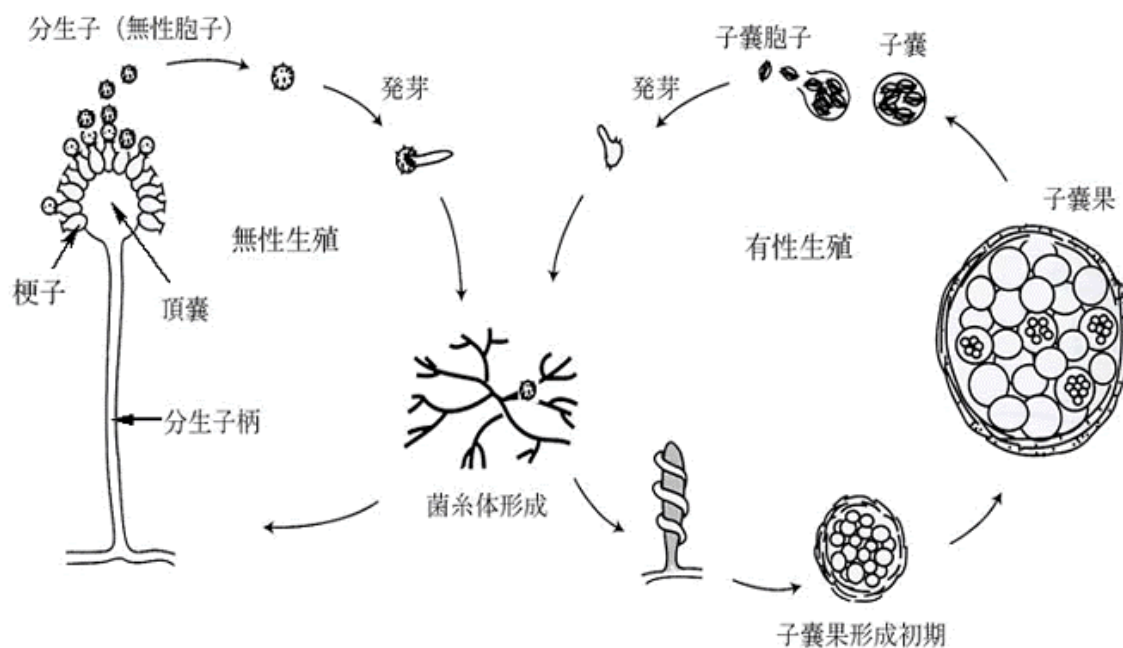 分生子（無性胞子）
発芽
無性生殖
梗子
頂嚢
分生子柄
菌糸体形成
子嚢胞子
子嚢
発芽
有性生殖
子嚢果
子嚢果形成初期